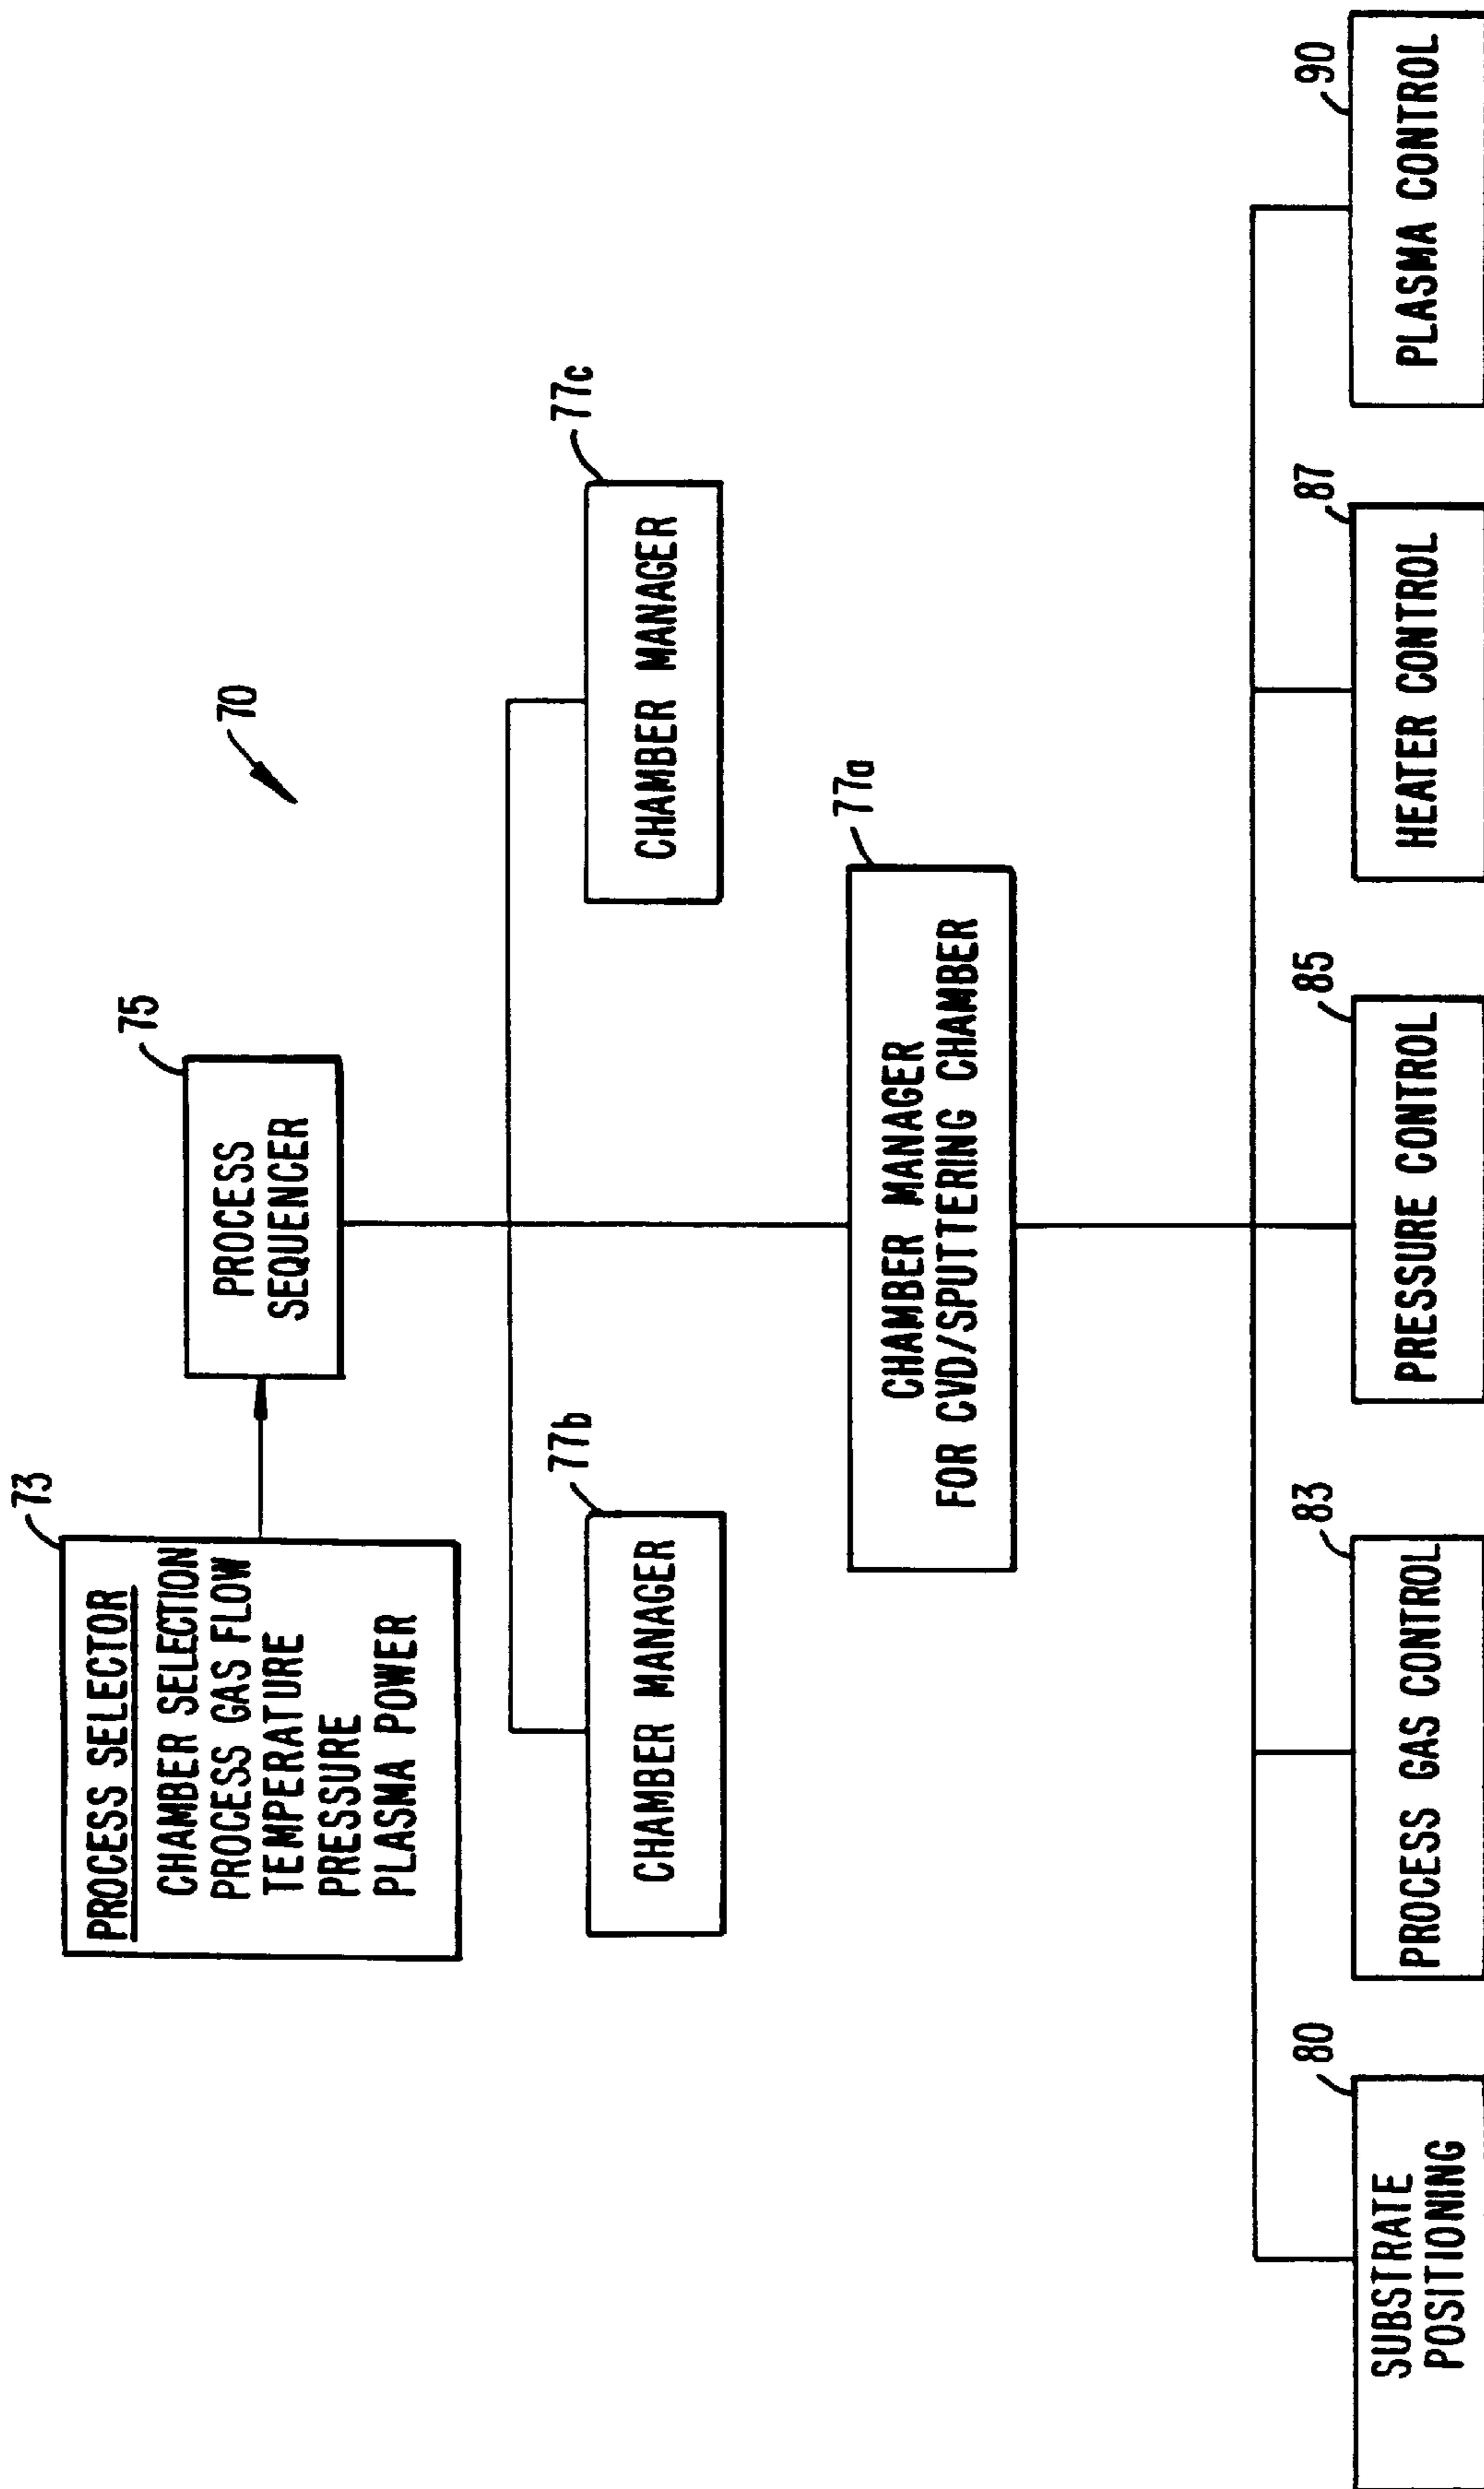 70
73
PROCESS SELECTOR
CHAMBER SELECTION
PROCESS GAS FLOW
TEMPERATURE
PRESSURE
PLASMA POWER
75
PROCESS
SEQUENCER
77b
CHAMBER MANAGER
77c
CHAMBER MANAGER
77a
CHAMBER MANAGER
FOR CVD/SPUTTERING CHAMBER
80
SUBSTRATE
POSITIONING
83
PROCESS GAS CONTROL
85
PRESSURE CONTROL
87
HEATER CONTROL
90
PLASMA CONTROL